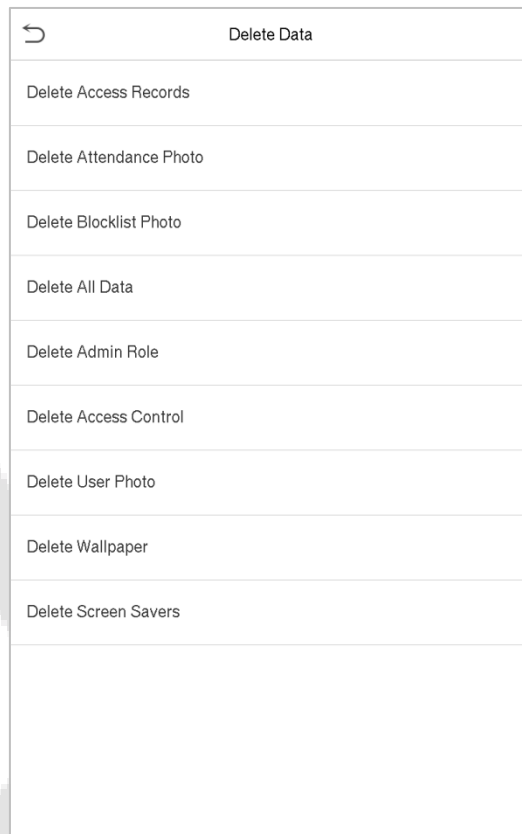 Delete Data
Delete Access Records
Delete Attendance Photo
Delete Blocklist Photo
Delete All Data
Delete Admin Role
Delete Access Control
Delete User Photo
Delete Wallpaper
Delete Screen Savers